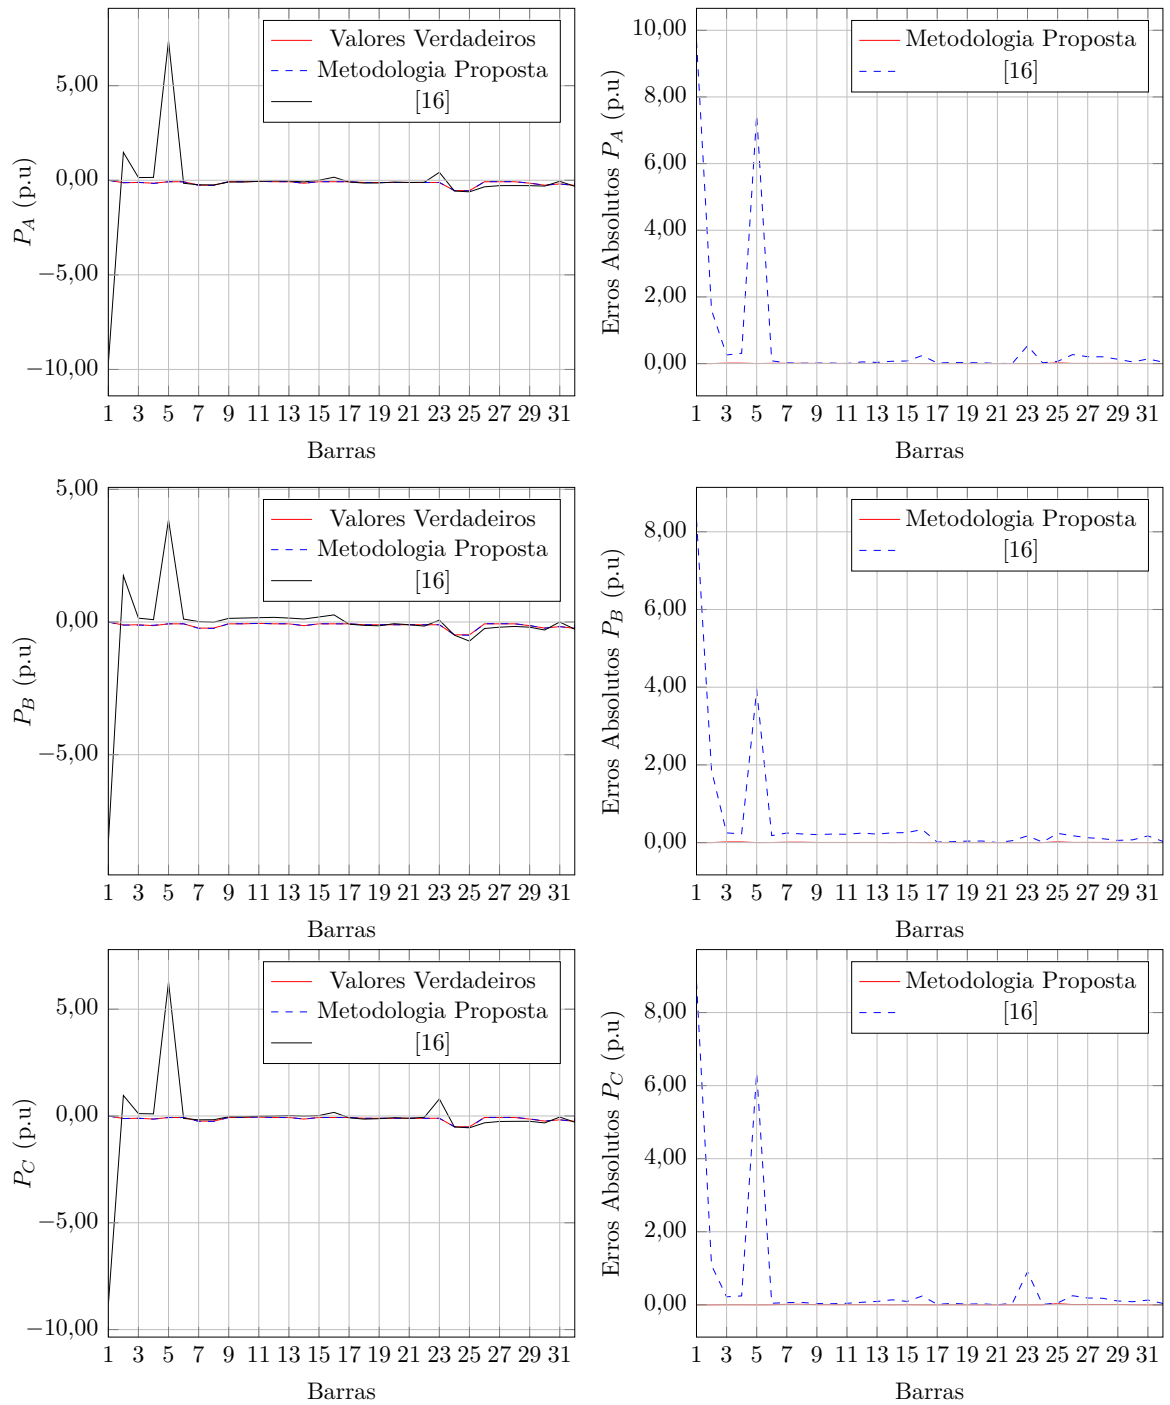 Valores Verdadeiros
Metodologia Proposta
[16]
5,00
0,00
−5,00
−10,00
P_A (p.u)
1 3 5 7 9 11 13 15 17 19 21 23 25 27 29 31
Barras
Metodologia Proposta
[16]
10,00
8,00
6,00
4,00
2,00
0,00
Erros Absolutos P_A (p.u)
1 3 5 7 9 11 13 15 17 19 21 23 25 27 29 31
Barras
Valores Verdadeiros
Metodologia Proposta
[16]
5,00
0,00
−5,00
P_B (p.u)
1 3 5 7 9 11 13 15 17 19 21 23 25 27 29 31
Barras
Metodologia Proposta
[16]
8,00
6,00
4,00
2,00
0,00
Erros Absolutos P_B (p.u)
1 3 5 7 9 11 13 15 17 19 21 23 25 27 29 31
Barras
Valores Verdadeiros
Metodologia Proposta
[16]
5,00
0,00
−5,00
−10,00
P_C (p.u)
1 3 5 7 9 11 13 15 17 19 21 23 25 27 29 31
Barras
Metodologia Proposta
[16]
8,00
6,00
4,00
2,00
0,00
Erros Absolutos P_C (p.u)
1 3 5 7 9 11 13 15 17 19 21 23 25 27 29 31
Barras